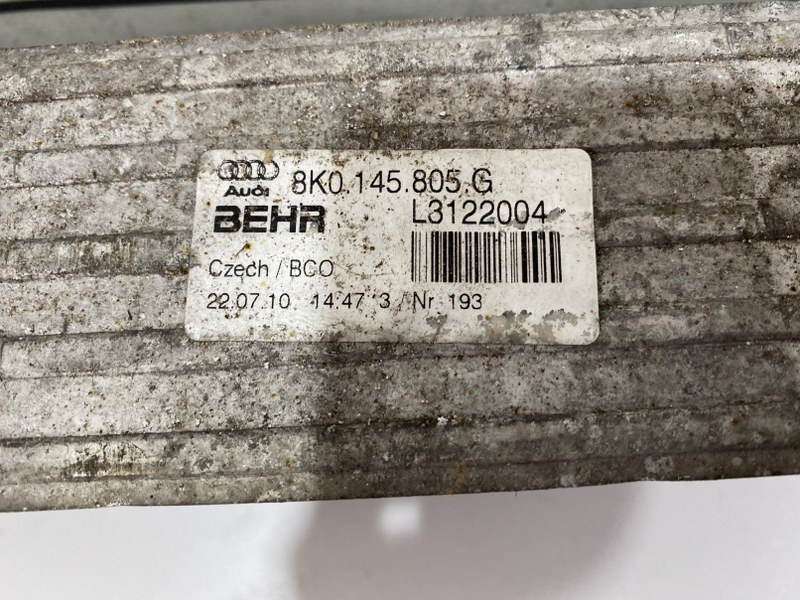 Audi 8K0.145.805.G
BEHR L3122004
Czech / BCO
22.07.10 14:47 3 / Nr 193